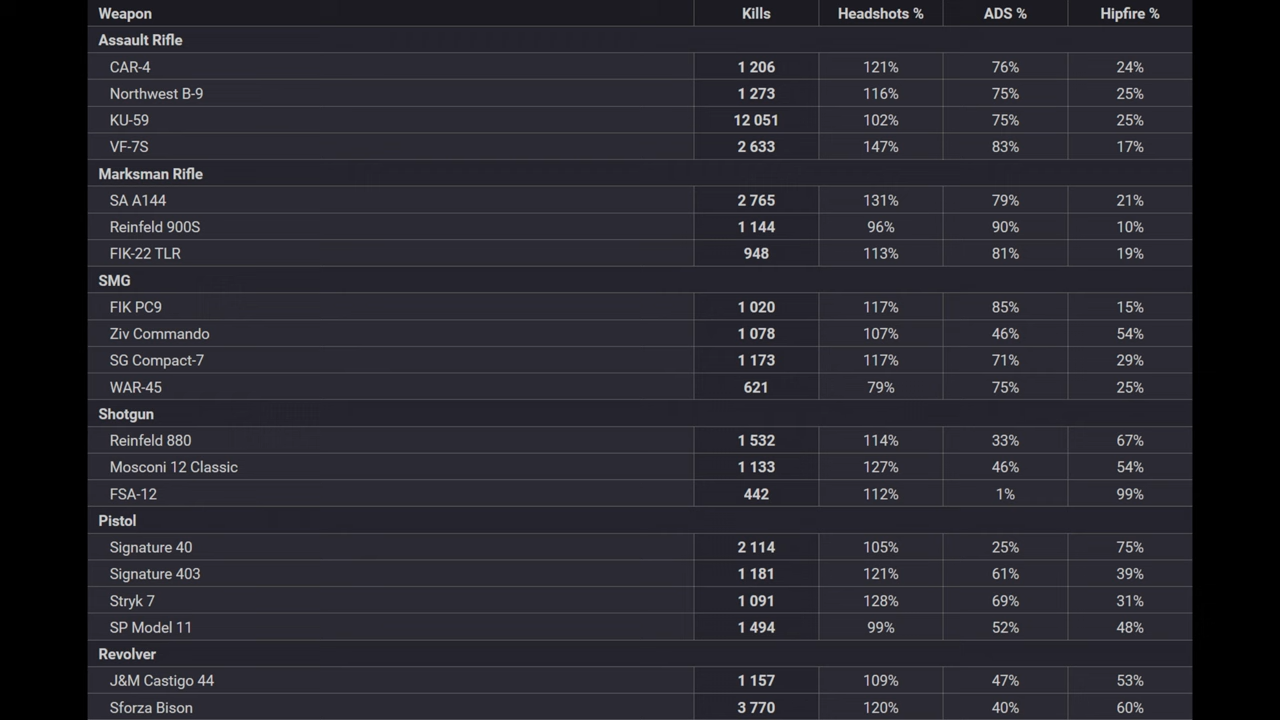 Weapon Kills Headshots % ADS % Hipfire %
Assault Rifle
CAR-4 1 206 121% 76% 24%
Northwest B-9 1 273 116% 75% 25%
KU-59 12 051 102% 75% 25%
VF-7S 2 633 147% 83% 17%
Marksman Rifle
SA A144 2 765 131% 79% 21%
Reinfeld 900S 1 144 96% 90% 10%
FIK-22 TLR 948 113% 81% 19%
SMG
FIK PC9 1 020 117% 85% 15%
Ziv Commando 1 078 107% 46% 54%
SG Compact-7 1 173 117% 71% 29%
WAR-45 621 79% 75% 25%
Shotgun
Reinfeld 880 1 532 114% 33% 67%
Mosconi 12 Classic 1 133 127% 46% 54%
FSA-12 442 112% 1% 99%
Pistol
Signature 40 2 114 105% 25% 75%
Signature 403 1 181 121% 61% 39%
Stryk 7 1 091 128% 69% 31%
SP Model 11 1 494 99% 52% 48%
Revolver
J&M Castigo 44 1 157 109% 47% 53%
Sforza Bison 3 770 120% 40% 60%